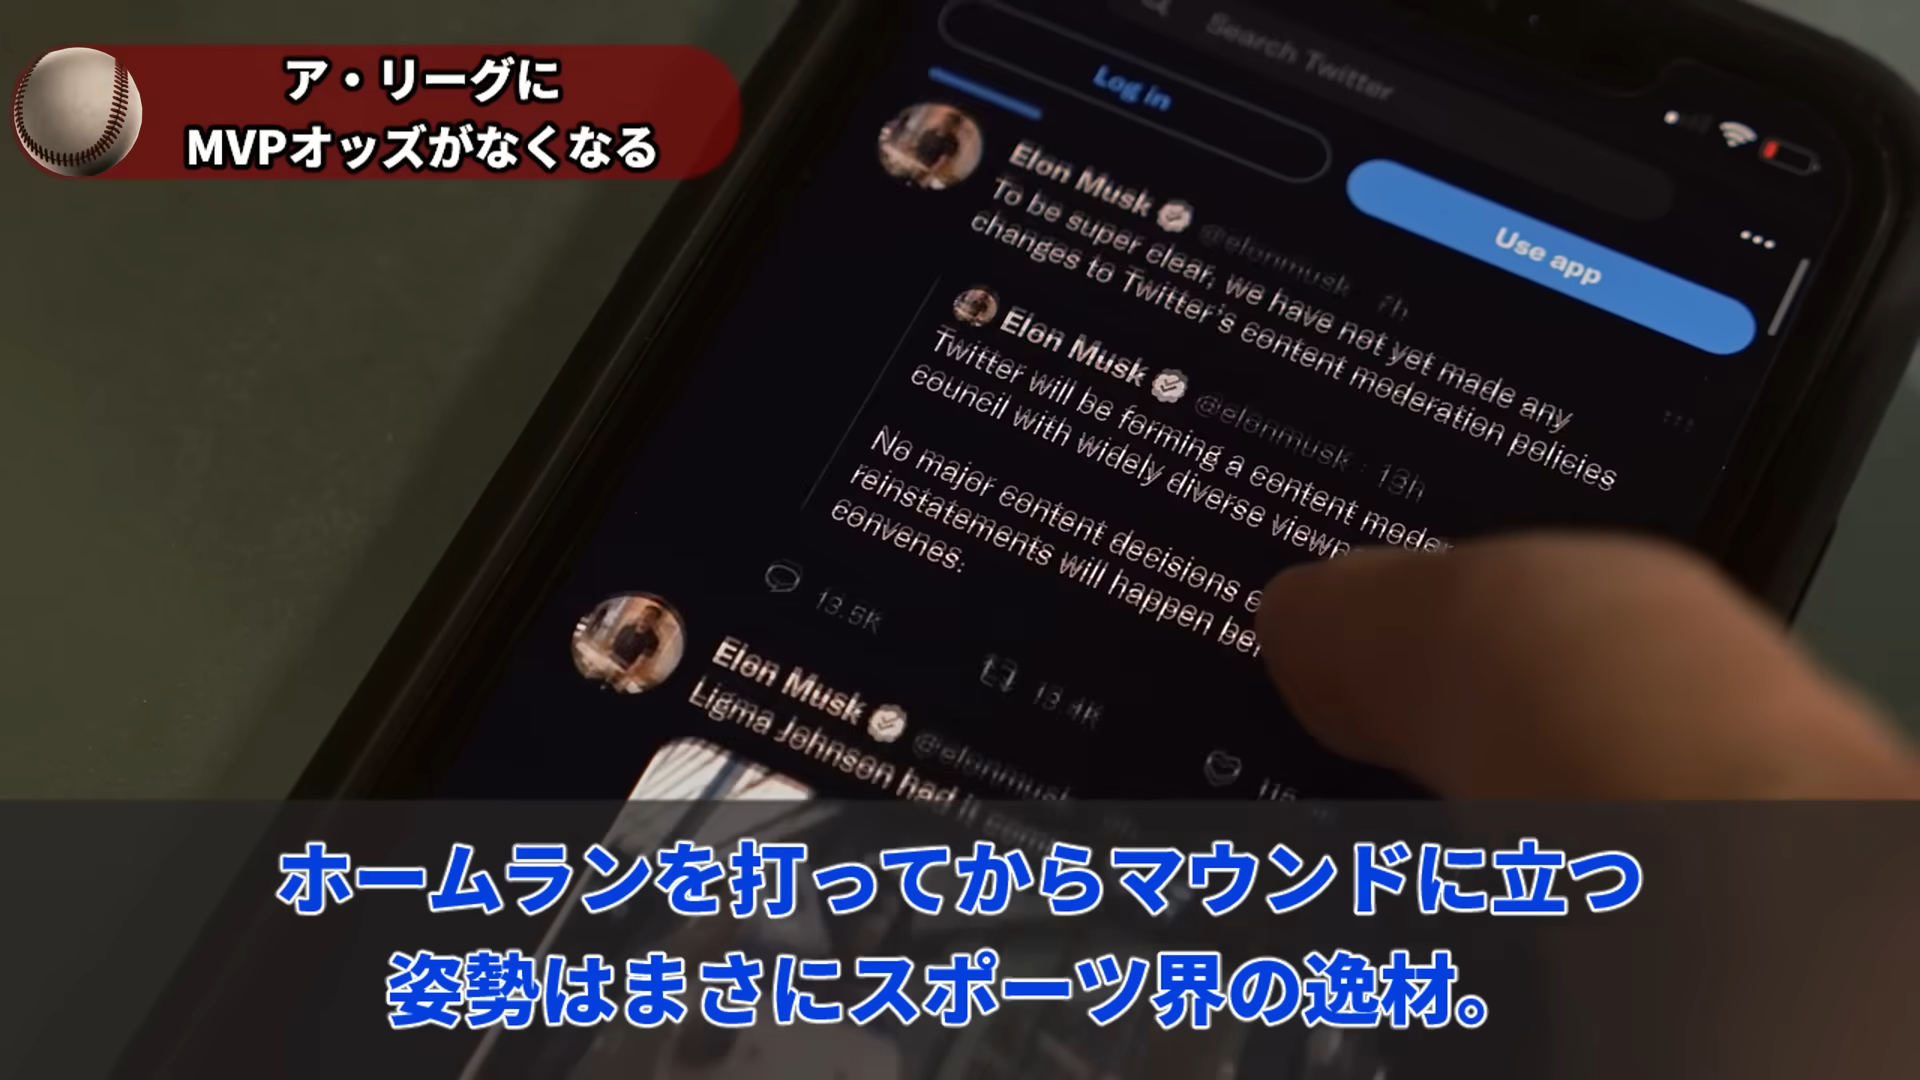 ア・リーグに
MVPオッズがなくなる
Search Twitter
Log in
Use app
Elon Musk @elonmusk 7h
To be super clear, we have not yet made any
changes to Twitter's content moderation policies
Elon Musk @elonmusk · 13h
Twitter will be forming a content moder
council with widely diverse viewp
No major content decisions
reinstatements will happen be
convenes.
13.5K
13.4K
Elon Musk @elonmusk
Ligma Johnson had it
ホームランを打ってからマウンドに立つ
姿勢はまさにスポーツ界の逸材。